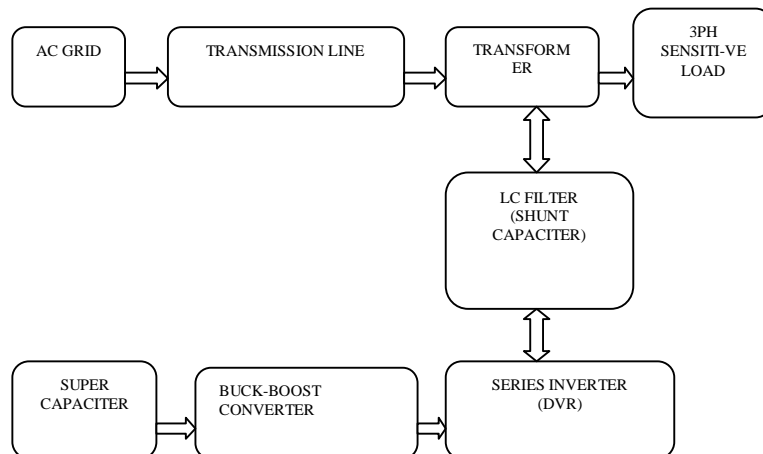 AC GRID
TRANSMISSION LINE
TRANSFORM
ER
3PH
SENSITI-VE
LOAD
LC FILTER
(SHUNT
CAPACITER)
SUPER
CAPACITER
BUCK-BOOST
CONVERTER
SERIES INVERTER
(DVR)